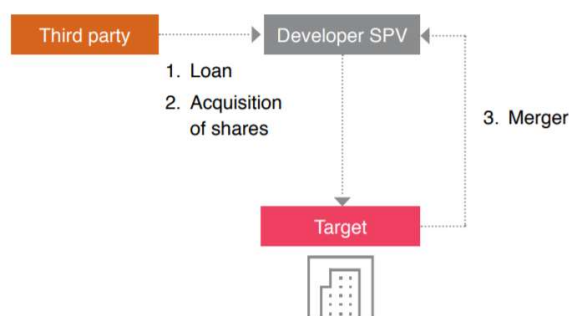 Third party
Developer SPV
1. Loan
2. Acquisition
of shares
3. Merger
Target